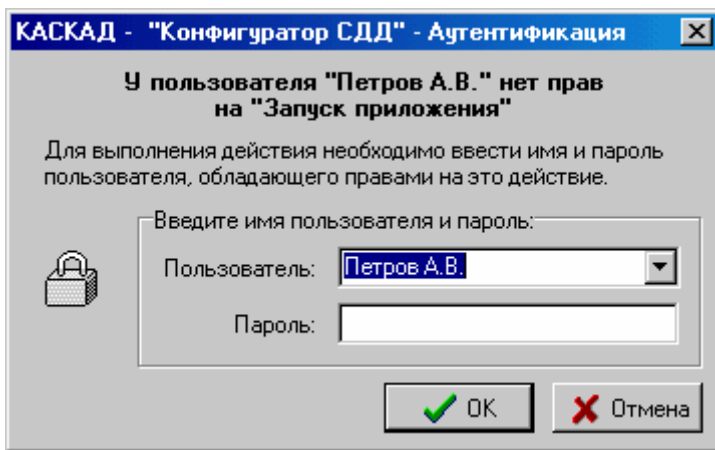 КАСКАД - "Конфигуратор СДД" - Аутентификация
У пользователя "Петров А.В." нет прав
на "Запуск приложения"
Для выполнения действия необходимо ввести имя и пароль
пользователя, обладающего правами на это действие.
Введите имя пользователя и пароль:
Пользователь: Петров А.В.
Пароль:
OK Отмена